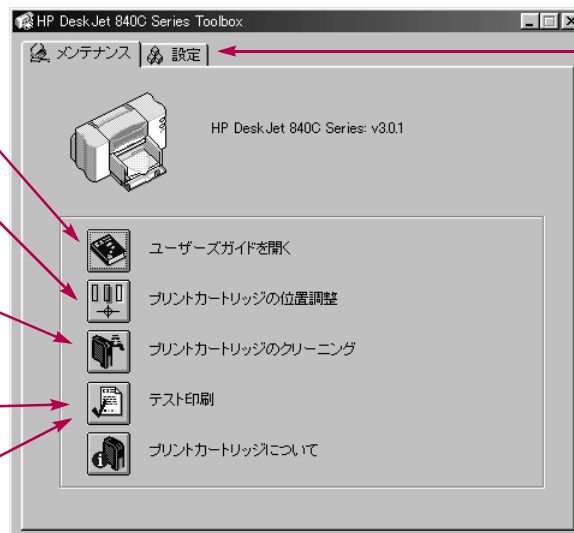 HP DeskJet 840C Series Toolbox
メンテナンス 設定
HP DeskJet 840C Series: v3.0.1
ユーザーズガイドを開く
プリントカートリッジの位置調整
プリントカートリッジのクリーニング
テスト印刷
プリントカートリッジについて